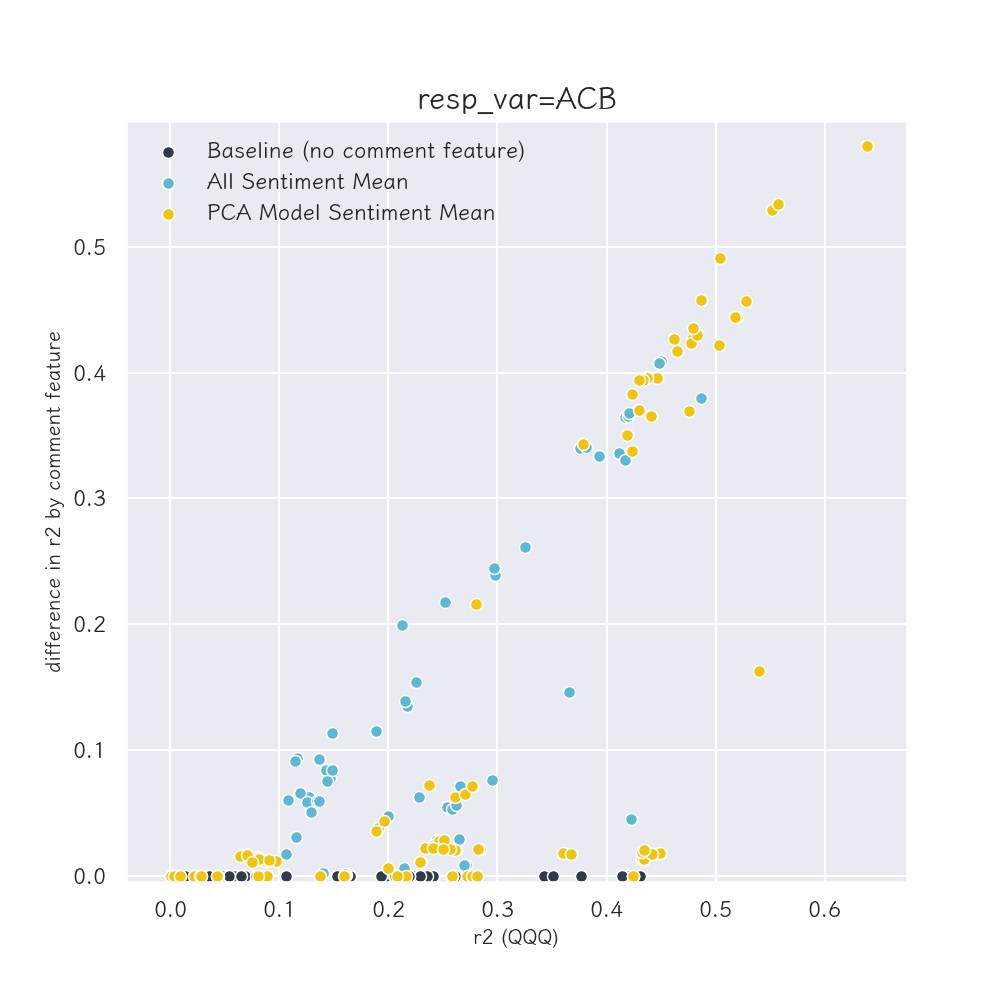 resp_var=ACB
Baseline (no comment feature)
All Sentiment Mean
PCA Model Sentiment Mean
0.5
0.4
0.3
0.2
0.1
0.0
difference in r2 by comment feature
0.0 0.1 0.2 0.3 0.4 0.5 0.6
r2 (QQQ)